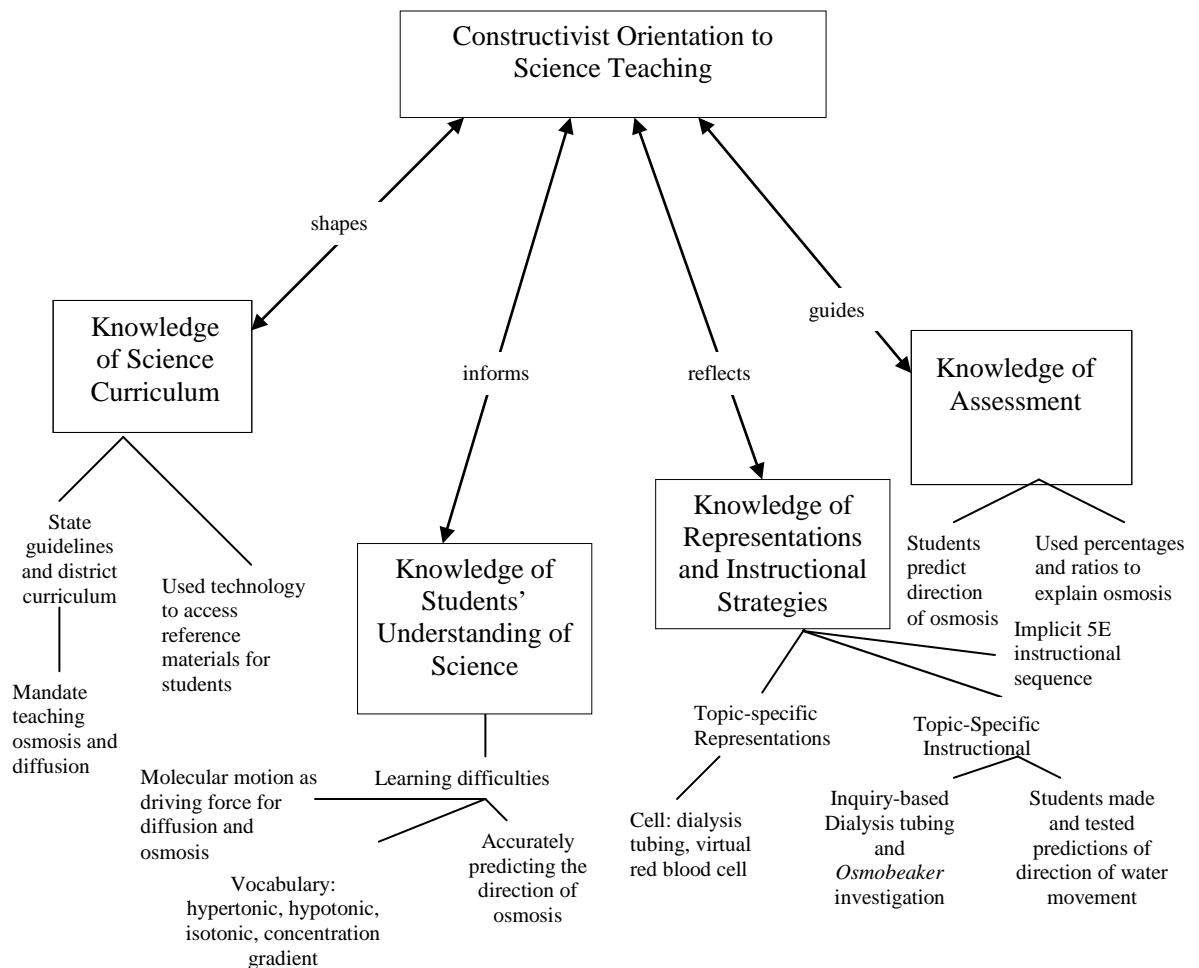 Constructivist Orientation to
Science Teaching
shapes
informs
reflects
guides
Knowledge
of Science
Curriculum
Knowledge of
Students’
Understanding of
Science
Knowledge of
Representations
and Instructional
Strategies
Knowledge of
Assessment
State
guidelines
and district
curriculum
Used technology
to access
reference
materials for
students
Mandate
teaching
osmosis and
diffusion
Learning difficulties
Molecular motion as
driving force for
diffusion and
osmosis
Vocabulary:
hypertonic, hypotonic,
isotonic, concentration
gradient
Accurately
predicting the
direction of
osmosis
Topic-specific
Representations
Cell: dialysis
tubing, virtual
red blood cell
Students
predict
direction
of osmosis
Used percentages
and ratios to
explain osmosis
Implicit 5E
instructional
sequence
Topic-Specific
Instructional
Inquiry-based
Dialysis tubing
and
Osmobeaker
investigation
Students made
and tested
predictions of
direction of water
movement